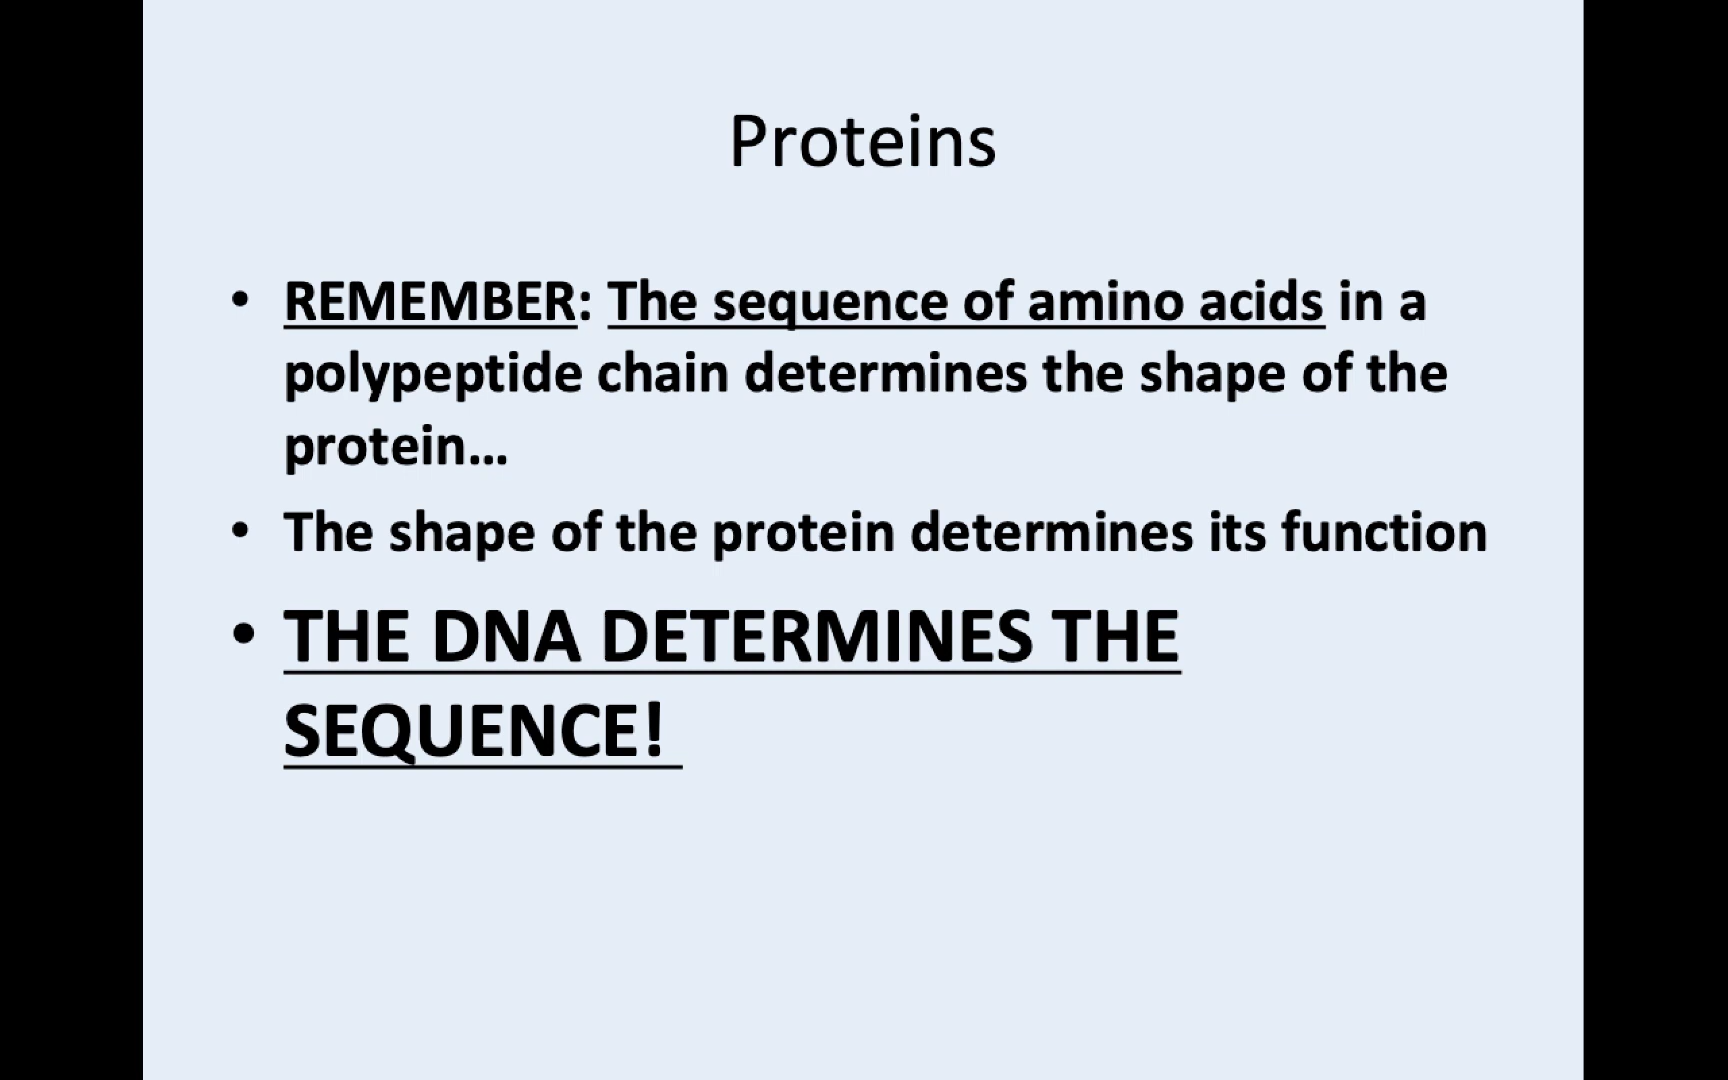 Proteins
• REMEMBER: The sequence of amino acids in a
polypeptide chain determines the shape of the
protein…
• The shape of the protein determines its function
• THE DNA DETERMINES THE
SEQUENCE!